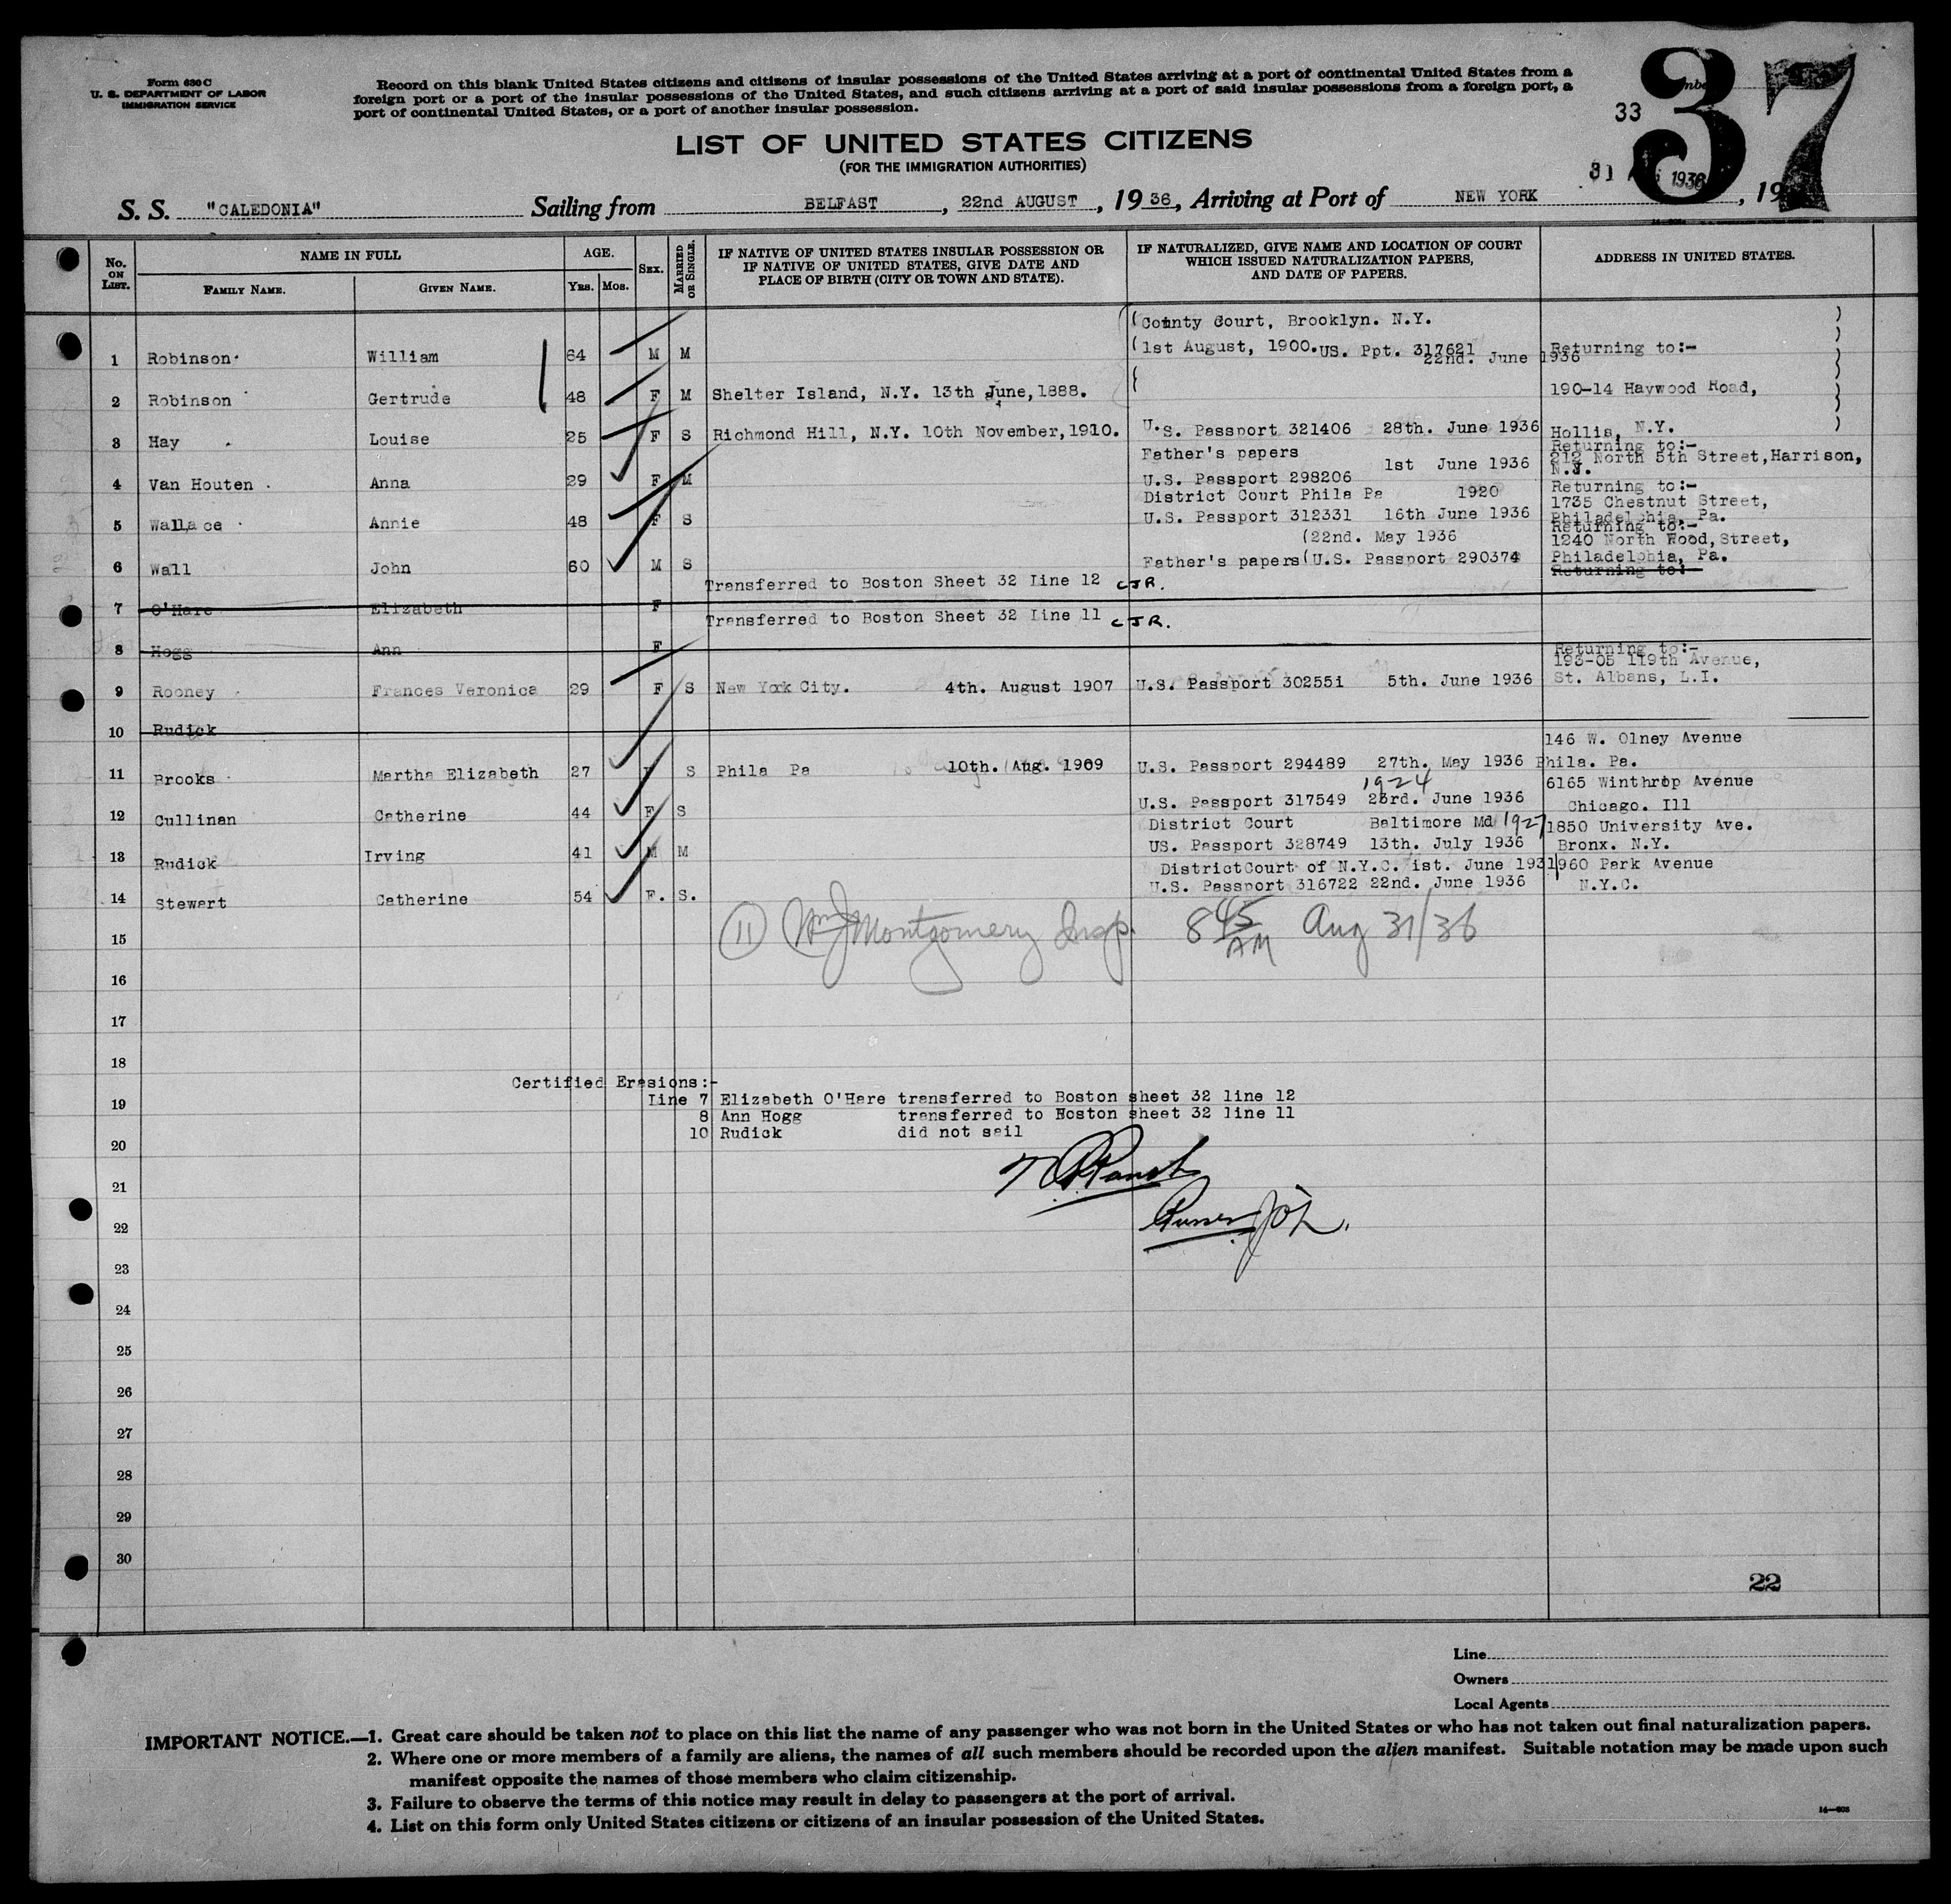 Form 630 C
U. S. DEPARTMENT OF LABOR
IMMIGRATION SERVICE
Record on this blank United States citizens and citizens of insular possessions of the United States arriving at a port of continental United States from a
foreign port or a port of the insular possessions of the United States, and such citizens arriving at a port of said insular possessions from a foreign port, a
port of continental United States, or a port of another insular possession.
33
37
LIST OF UNITED STATES CITIZENS
(FOR THE IMMIGRATION AUTHORITIES)
S. S. "CALEDONIA" Sailing from BELFAST, 22nd AUGUST, 1936, Arriving at Port of NEW YORK 31 1936, 19
No. ON LIST. NAME IN FULL AGE. SEX. MARRIED OR SINGLE. IF NATIVE OF UNITED STATES INSULAR POSSESSION OR IF NATIVE OF UNITED STATES, GIVE DATE AND PLACE OF BIRTH (CITY OR TOWN AND STATE). IF NATURALIZED, GIVE NAME AND LOCATION OF COURT WHICH ISSUED NATURALIZATION PAPERS, AND DATE OF PAPERS. ADDRESS IN UNITED STATES.
FAMILY NAME. GIVEN NAME. YRS. MOS.
(County Court, Brooklyn. N.Y.
1 Robinson William 64 M M (1st August, 1900. US. Ppt. 317621 22nd. June 1936 Returning to:-
2 Robinson Gertrude 48 F M Shelter Island, N.Y. 13th June, 1888. 190-14 Haywood Road,
3 Hay Louise 25 F S Richmond Hill, N.Y. 10th November, 1910. U.S. Passport 321406 28th. June 1936 Hollis, N.Y.
Father's papers Returning to:-
1st June 1936 212 North 5th Street, Harrison,
4 Van Houten Anna 29 F M U.S. Passport 298206 N.J.
District Court Phila Pa 1920 Returning to:-
1735 Chestnut Street,
5 Wallace Annie 48 F S U.S. Passport 312331 16th June 1936 Philadelphia, Pa.
(22nd. May 1936 Returning to:-
1240 North Hood, Street,
6 Wall John 60 M S Father's papers (U.S. Passport 290374 Philadelphia, Pa.
Returning to:-
Transferred to Boston Sheet 32 Line 12 CJR.
7 O'Hare Elizabeth F
Transferred to Boston Sheet 32 Line 11 CJR.
8 Hogg Ann F
Returning to:-
193-05 119th Avenue,
9 Rooney Frances Veronica 29 F S New York City. 4th. August 1907 U.S. Passport 302551 5th. June 1936 St. Albans, L.I.
10 Rudick
146 W. Olney Avenue
11 Brooks Martha Elizabeth 27 F S Phila Pa 10th. Aug. 1909 U.S. Passport 294489 27th. May 1936 Phila. Pa.
1924 6165 Winthrop Avenue
12 Cullinan Catherine 44 F S U.S. Passport 317549 23rd. June 1936 Chicago. Ill
District Court Baltimore Md 1927 1850 University Ave.
13 Rudick Irving 41 M M US. Passport 328749 13th. July 1936 Bronx. N.Y.
District Court of N.Y.C. 1st. June 1931 960 Park Avenue
14 Stewart Catherine 54 F. S. U.S. Passport 316722 22nd. June 1936 N.Y.C.
15 (11) Wm J Montgomery Insp. 8 45 AM Aug 31/36
16
17
18
Certified Erasions:-
19 Line 7 Elizabeth O'Hare transferred to Boston sheet 32 line 12
8 Ann Hogg transferred to Boston sheet 32 line 11
10 Rudick did not sail
20
21
22 Purser
23
24
25
26
27
28
29
30
22
Line
Owners
Local Agents
IMPORTANT NOTICE.—1. Great care should be taken not to place on this list the name of any passenger who was not born in the United States or who has not taken out final naturalization papers.
2. Where one or more members of a family are aliens, the names of all such members should be recorded upon the alien manifest. Suitable notation may be made upon such
manifest opposite the names of those members who claim citizenship.
3. Failure to observe the terms of this notice may result in delay to passengers at the port of arrival.
4. List on this form only United States citizens or citizens of an insular possession of the United States.